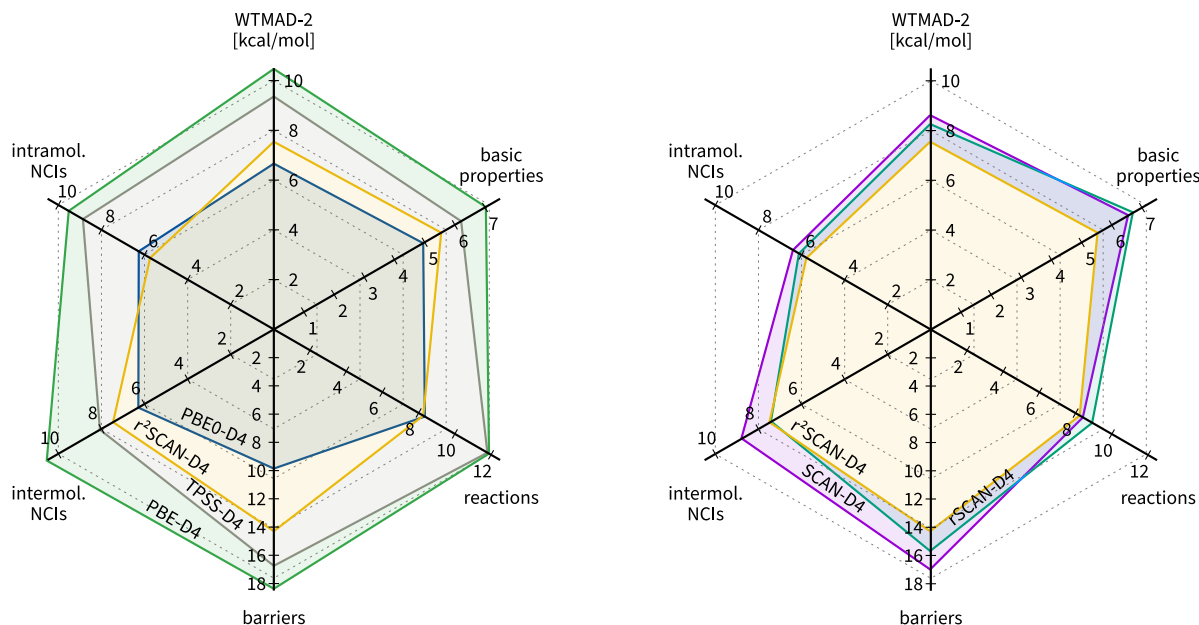 WTMAD-2
[kcal/mol]
10
8
6
4
2
intramol.
NCIs
10
8
6
4
2
basic
properties
7
6
5
4
3
2
1
intermol.
NCIs
10
8
6
4
2
reactions
2
4
6
8
10
12
barriers
2
4
6
8
10
12
14
16
18
PBE0-D4
r²SCAN-D4
TPSS-D4
PBE-D4
WTMAD-2
[kcal/mol]
10
8
6
4
2
intramol.
NCIs
10
8
6
4
2
basic
properties
7
6
5
4
3
2
1
intermol.
NCIs
10
8
6
4
2
reactions
2
4
6
8
10
12
barriers
2
4
6
8
10
12
14
16
18
r²SCAN-D4
SCAN-D4
rSCAN-D4